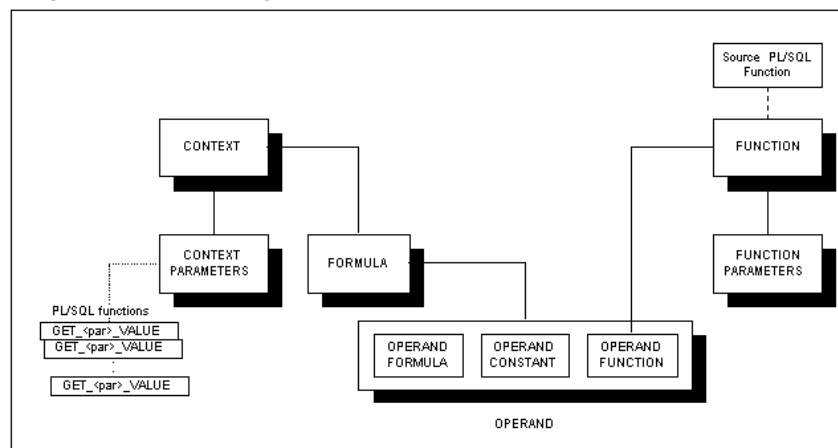 Source PL/SQL
Function
CONTEXT
FUNCTION
CONTEXT
PARAMETERS
FORMULA
FUNCTION
PARAMETERS
PL/SQL functions
GET_<par>_VALUE
GET_<par>_VALUE
GET_<par>_VALUE
OPERAND
FORMULA
OPERAND
CONSTANT
OPERAND
FUNCTION
OPERAND